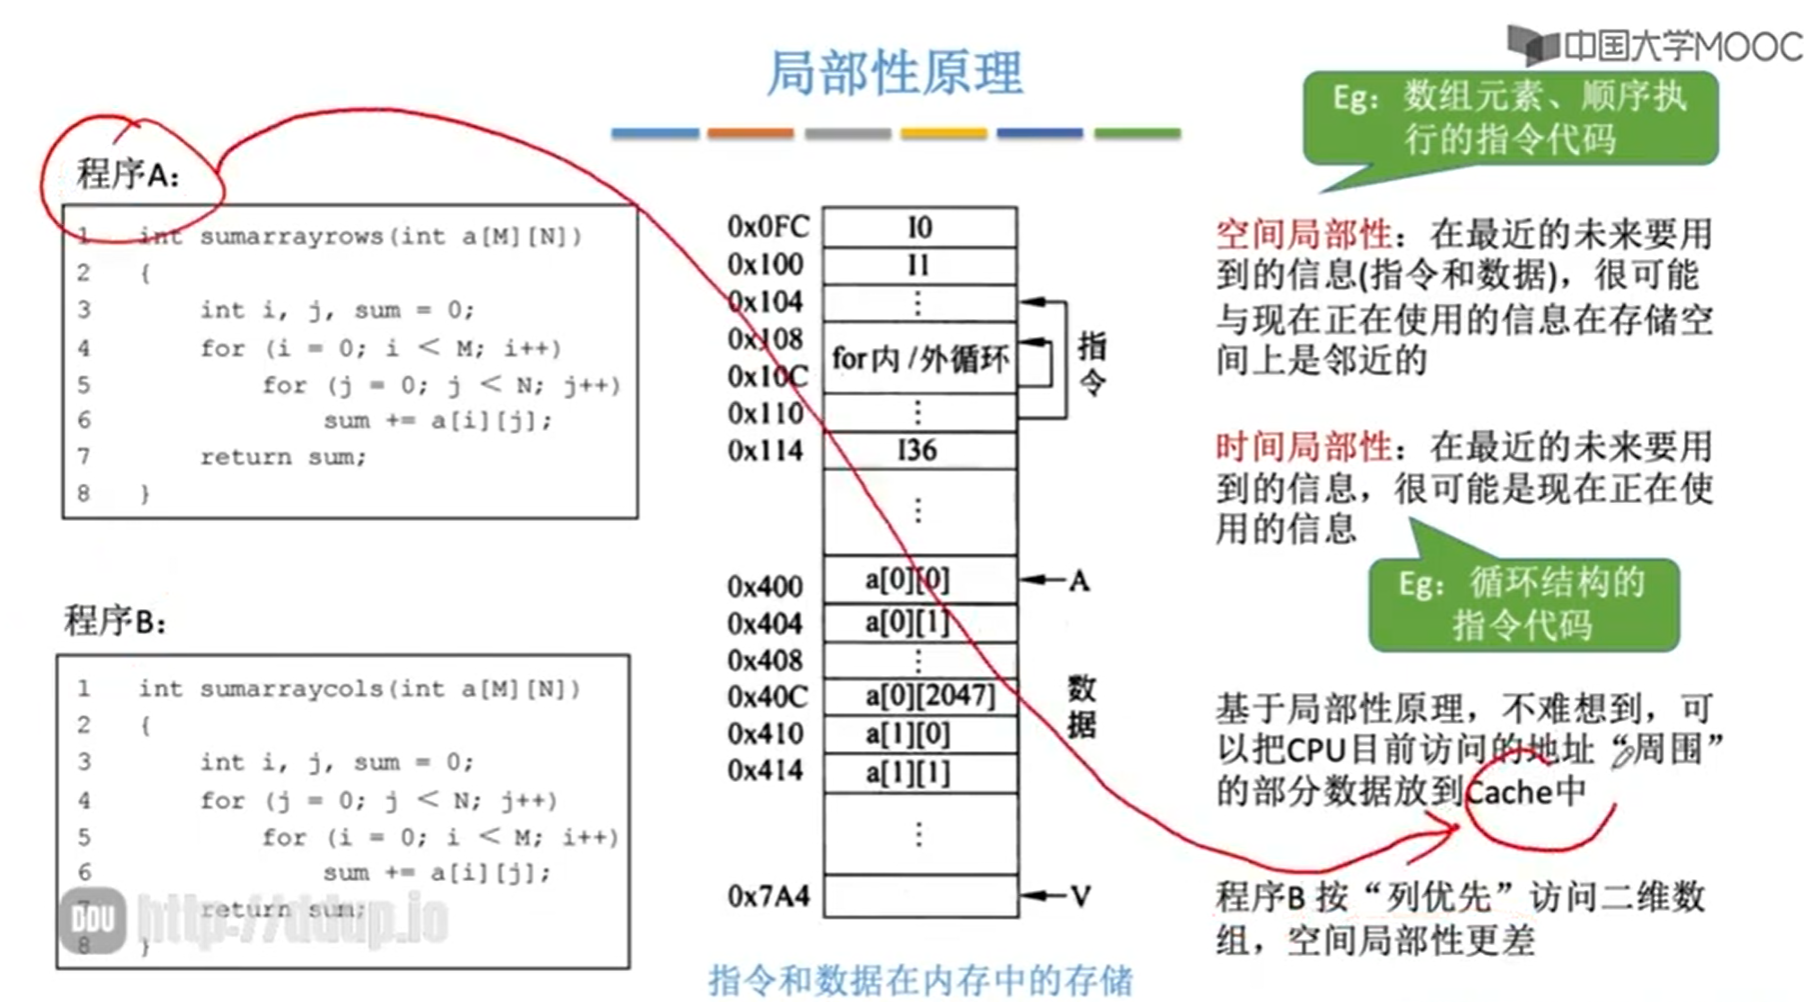 中国大学MOOC
局部性原理
Eg：数组元素、顺序执
行的指令代码
程序A：
1 int sumarrayrows(int a[M][N])
2 {
3 int i, j, sum = 0;
4 for (i = 0; i < M; i++)
5 for (j = 0; j < N; j++)
6 sum += a[i][j];
7 return sum;
8 }
程序B：
1 int sumarraycols(int a[M][N])
2 {
3 int i, j, sum = 0;
4 for (j = 0; j < N; j++)
5 for (i = 0; i < M; i++)
6 sum += a[i][j];
7 return sum;
8 }
DDU http://ddup.io
0x0FC I0
0x100 I1
0x104 ⋮
0x108
for内/外循环
0x10C
0x110 ⋮
0x114 I36
⋮
指
令
0x400 a[0][0] A
0x404 a[0][1]
0x408 ⋮
0x40C a[0][2047]
0x410 a[1][0]
0x414 a[1][1]
⋮
数
据
0x7A4 V
指令和数据在内存中的存储
空间局部性：在最近的未来要用
到的信息(指令和数据)，很可能
与现在正在使用的信息在存储空
间上是邻近的
时间局部性：在最近的未来要用
到的信息，很可能是现在正在使
用的信息
Eg：循环结构的
指令代码
基于局部性原理，不难想到，可
以把CPU目前访问的地址“周围”
的部分数据放到Cache中
程序B 按“列优先”访问二维数
组，空间局部性更差